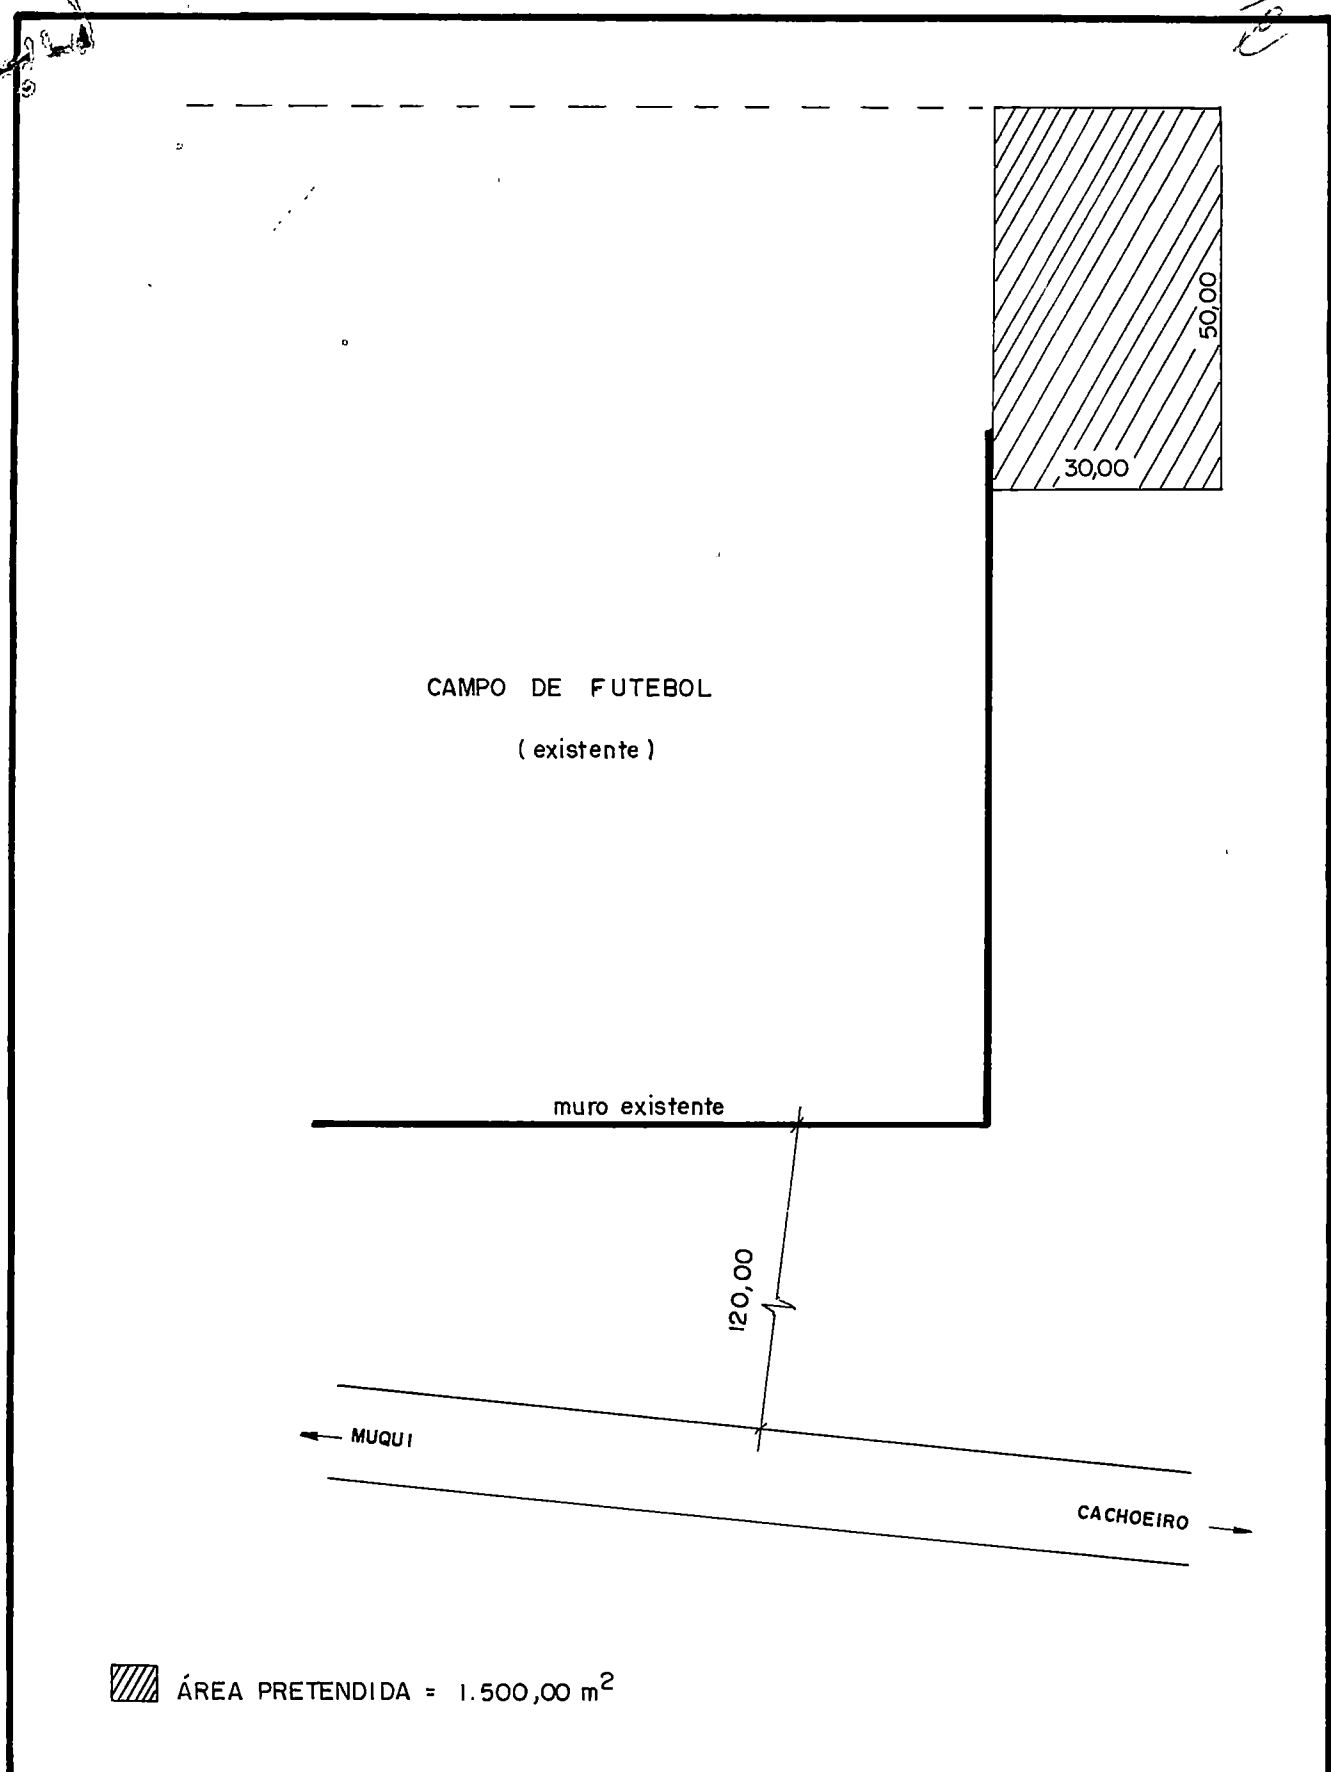 50,00
30,00
CAMPO DE FUTEBOL
(existente)
muro existente
120,00
MUQUI
CACHOEIRO
ÁREA PRETENDIDA = 1.500,00 m²